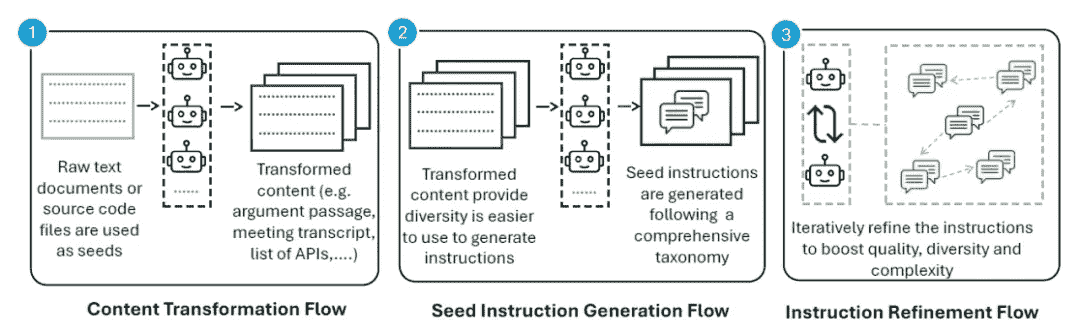 1
Raw text
documents or
source code
files are used
as seeds
Transformed
content (e.g.
argument passage,
meeting transcript,
list of APIs,....)
Content Transformation Flow
2
Transformed
content provide
diversity is easier
to use to generate
instructions
Seed instructions
are generated
following a
comprehensive
taxonomy
Seed Instruction Generation Flow
3
Iteratively refine the instructions
to boost quality, diversity and
complexity
Instruction Refinement Flow